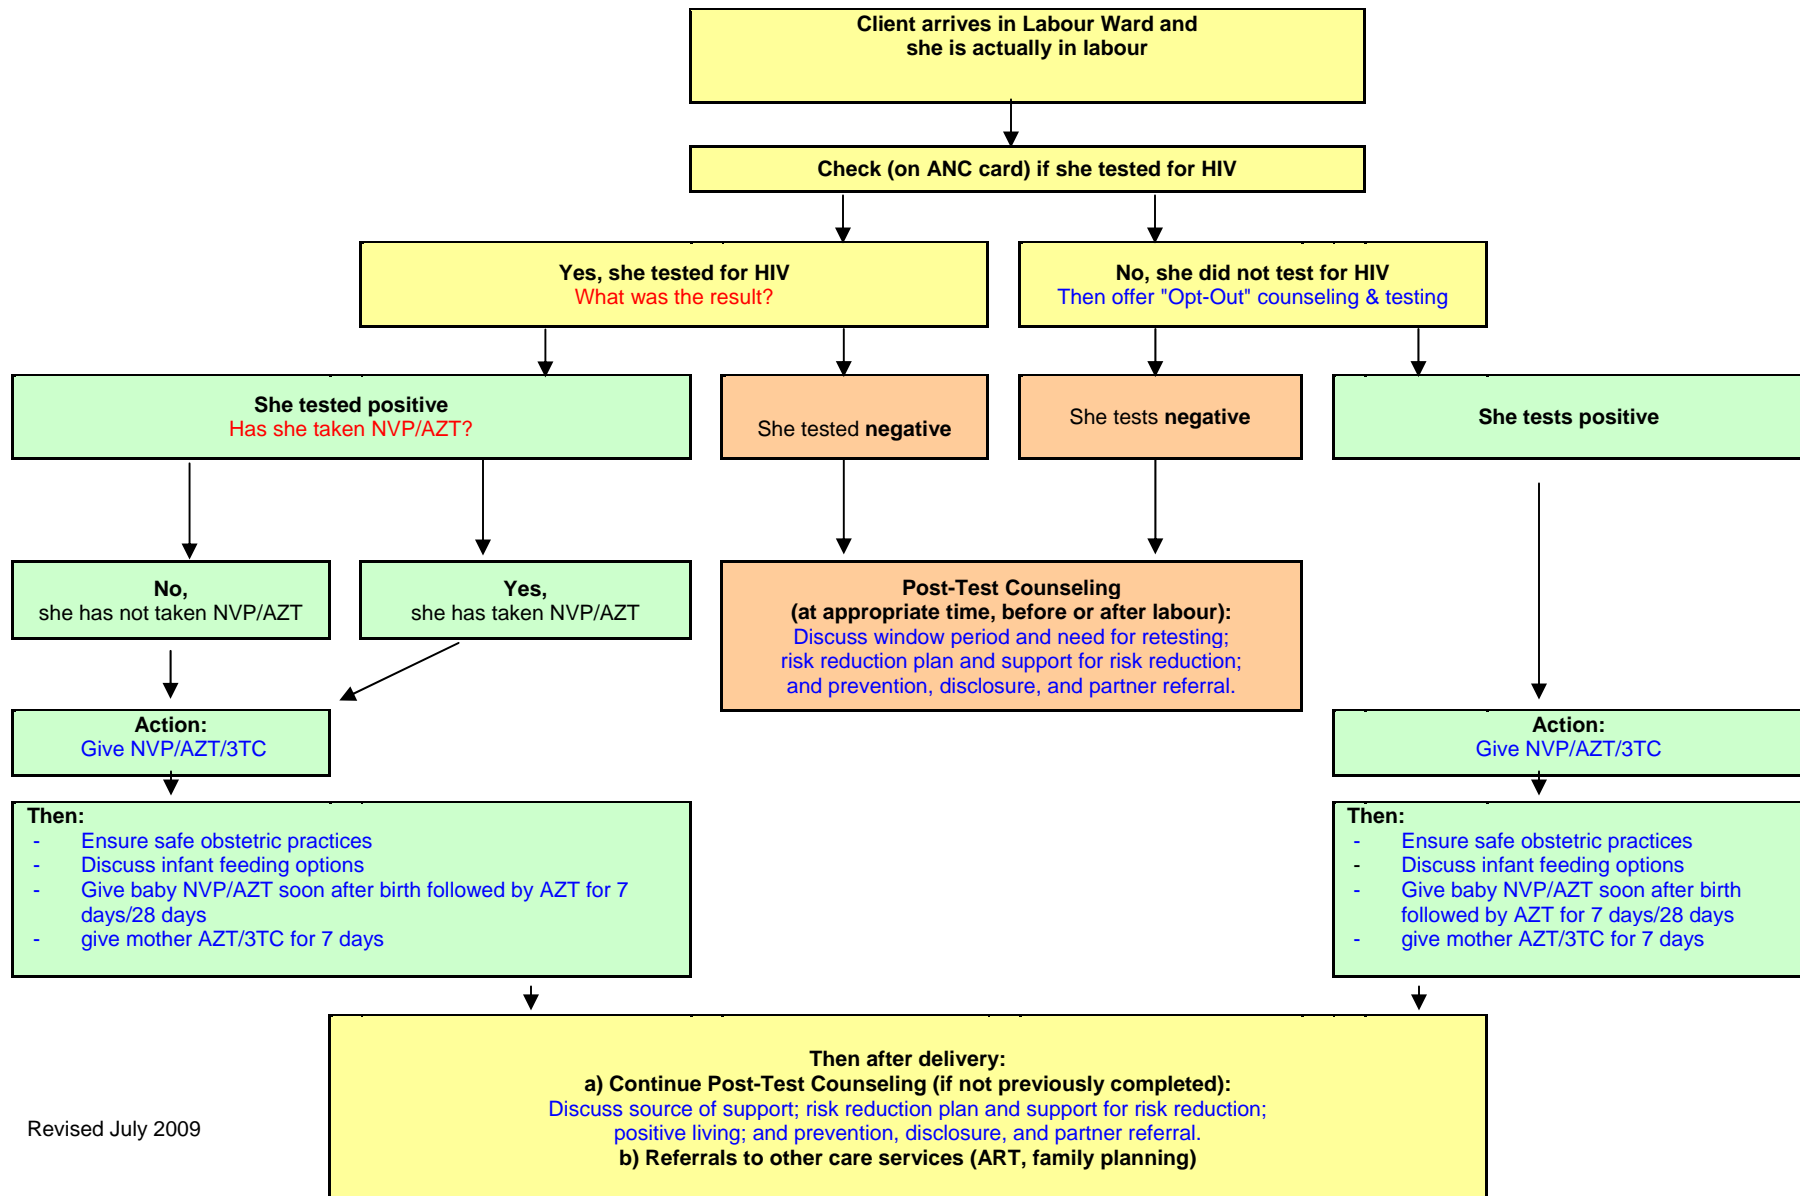 Client arrives in Labour Ward and
she is actually in labour
Check (on ANC card) if she tested for HIV
Yes, she tested for HIV
What was the result?
No, she did not test for HIV
Then offer "Opt-Out" counseling & testing
She tested positive
Has she taken NVP/AZT?
She tested negative
She tests negative
She tests positive
No,
she has not taken NVP/AZT
Yes,
she has taken NVP/AZT
Post-Test Counseling
(at appropriate time, before or after labour):
Discuss window period and need for retesting;
risk reduction plan and support for risk reduction;
and prevention, disclosure, and partner referral.
Action:
Give NVP/AZT/3TC
Action:
Give NVP/AZT/3TC
Then:
- Ensure safe obstetric practices
- Discuss infant feeding options
- Give baby NVP/AZT soon after birth followed by AZT for 7
days/28 days
- give mother AZT/3TC for 7 days
Then:
- Ensure safe obstetric practices
- Discuss infant feeding options
- Give baby NVP/AZT soon after birth
followed by AZT for 7 days/28 days
- give mother AZT/3TC for 7 days
Then after delivery:
a) Continue Post-Test Counseling (if not previously completed):
Discuss source of support; risk reduction plan and support for risk reduction;
positive living; and prevention, disclosure, and partner referral.
b) Referrals to other care services (ART, family planning)
Revised July 2009